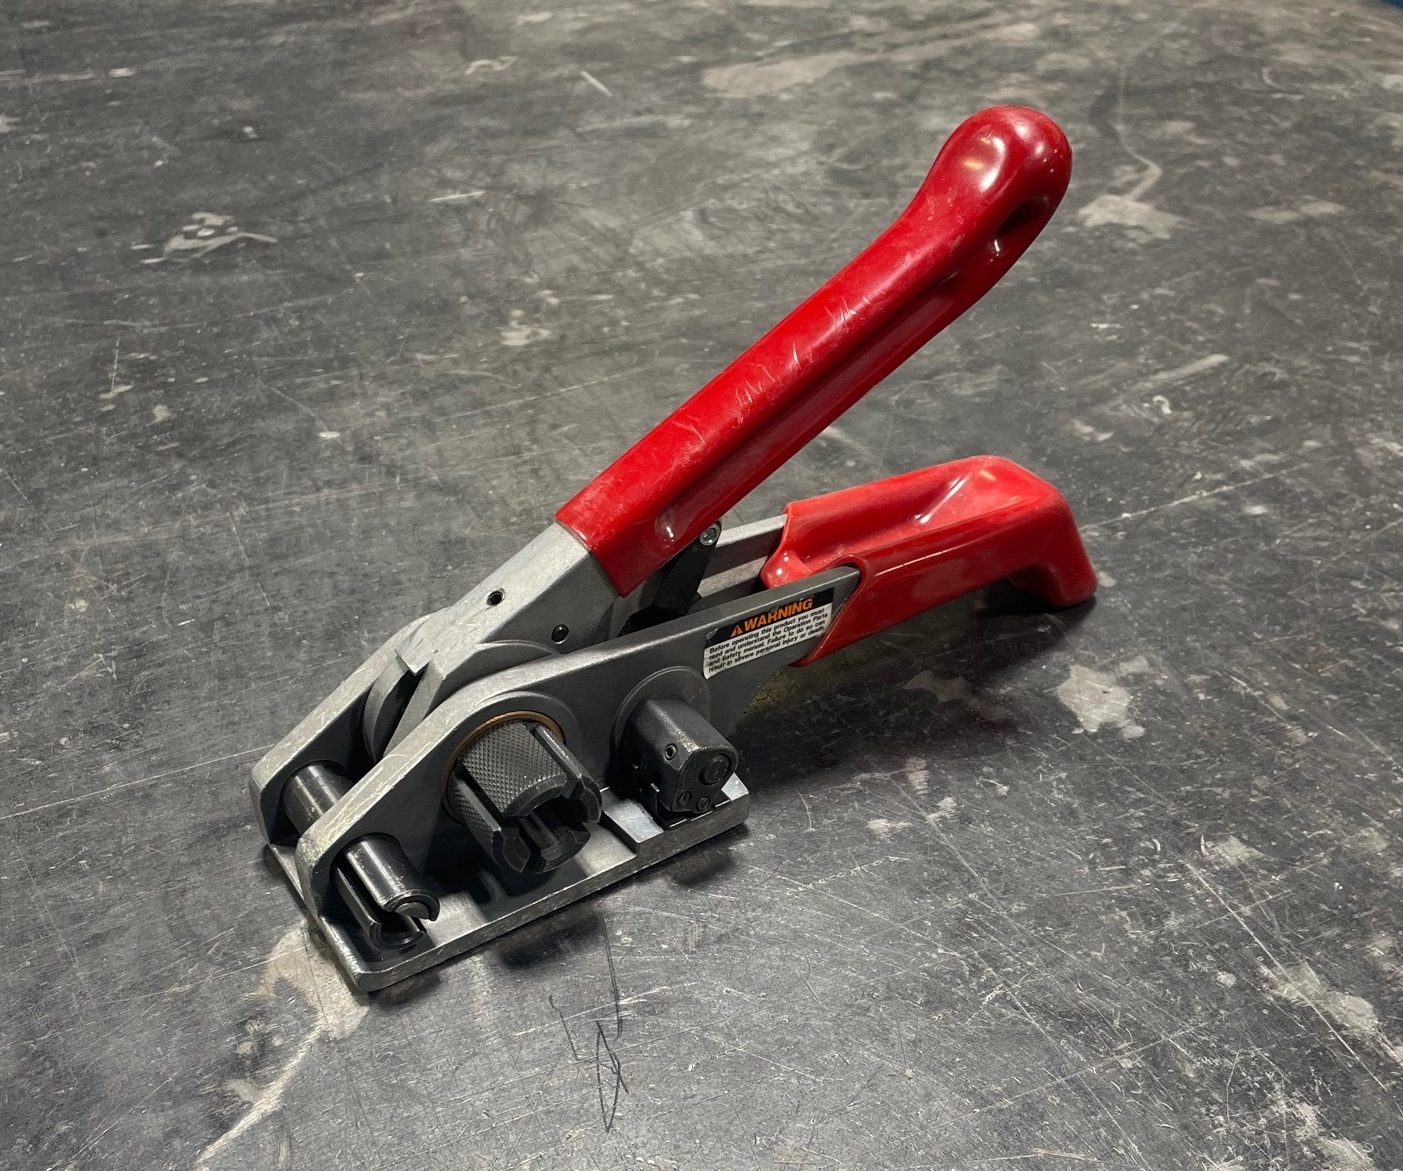 WARNING
Before operating this product you must
read and understand the Operation, Parts
and Safety manual. Failure to do so can
result in severe personal injury or death.